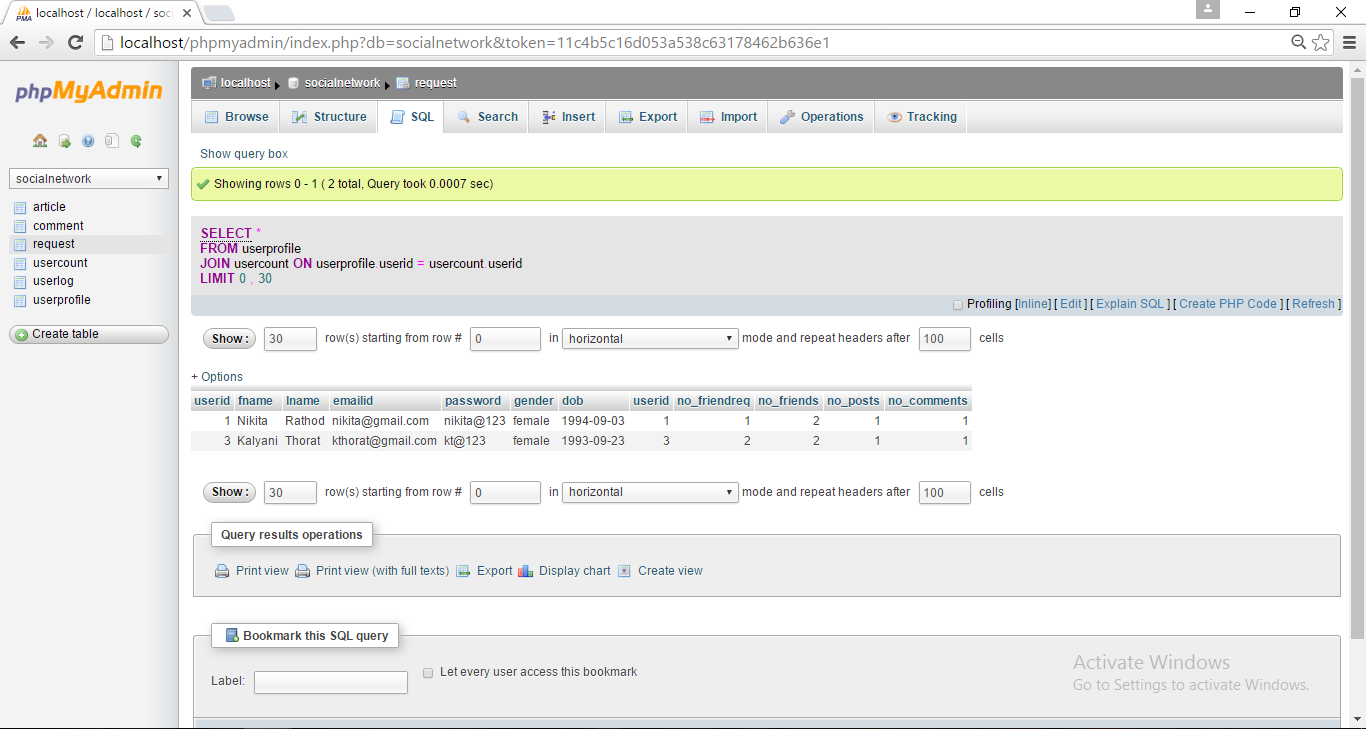 localhost / localhost / soc
localhost/phpmyadmin/index.php?db=socialnetwork&token=11c4b5c16d053a538c63178462b636e1
phpMyAdmin
socialnetwork
article
comment
request
usercount
userlog
userprofile
Create table
localhost socialnetwork request
Browse Structure SQL Search Insert Export Import Operations Tracking
Show query box
Showing rows 0 - 1 ( 2 total, Query took 0.0007 sec)
SELECT *
FROM userprofile
JOIN usercount ON userprofile.userid = usercount.userid
LIMIT 0 , 30
Profiling [Inline] [ Edit ] [ Explain SQL ] [ Create PHP Code ] [ Refresh ]
Show : 30 row(s) starting from row # 0 in horizontal mode and repeat headers after 100 cells
+ Options
userid fname lname emailid password gender dob userid no_friendreq no_friends no_posts no_comments
1 Nikita Rathod nikita@gmail.com nikita@123 female 1994-09-03 1 1 2 1 1
3 Kalyani Thorat kthorat@gmail.com kt@123 female 1993-09-23 3 2 2 1 1
Show : 30 row(s) starting from row # 0 in horizontal mode and repeat headers after 100 cells
Query results operations
Print view Print view (with full texts) Export Display chart Create view
Bookmark this SQL query
Label: Let every user access this bookmark
Activate Windows
Go to Settings to activate Windows.